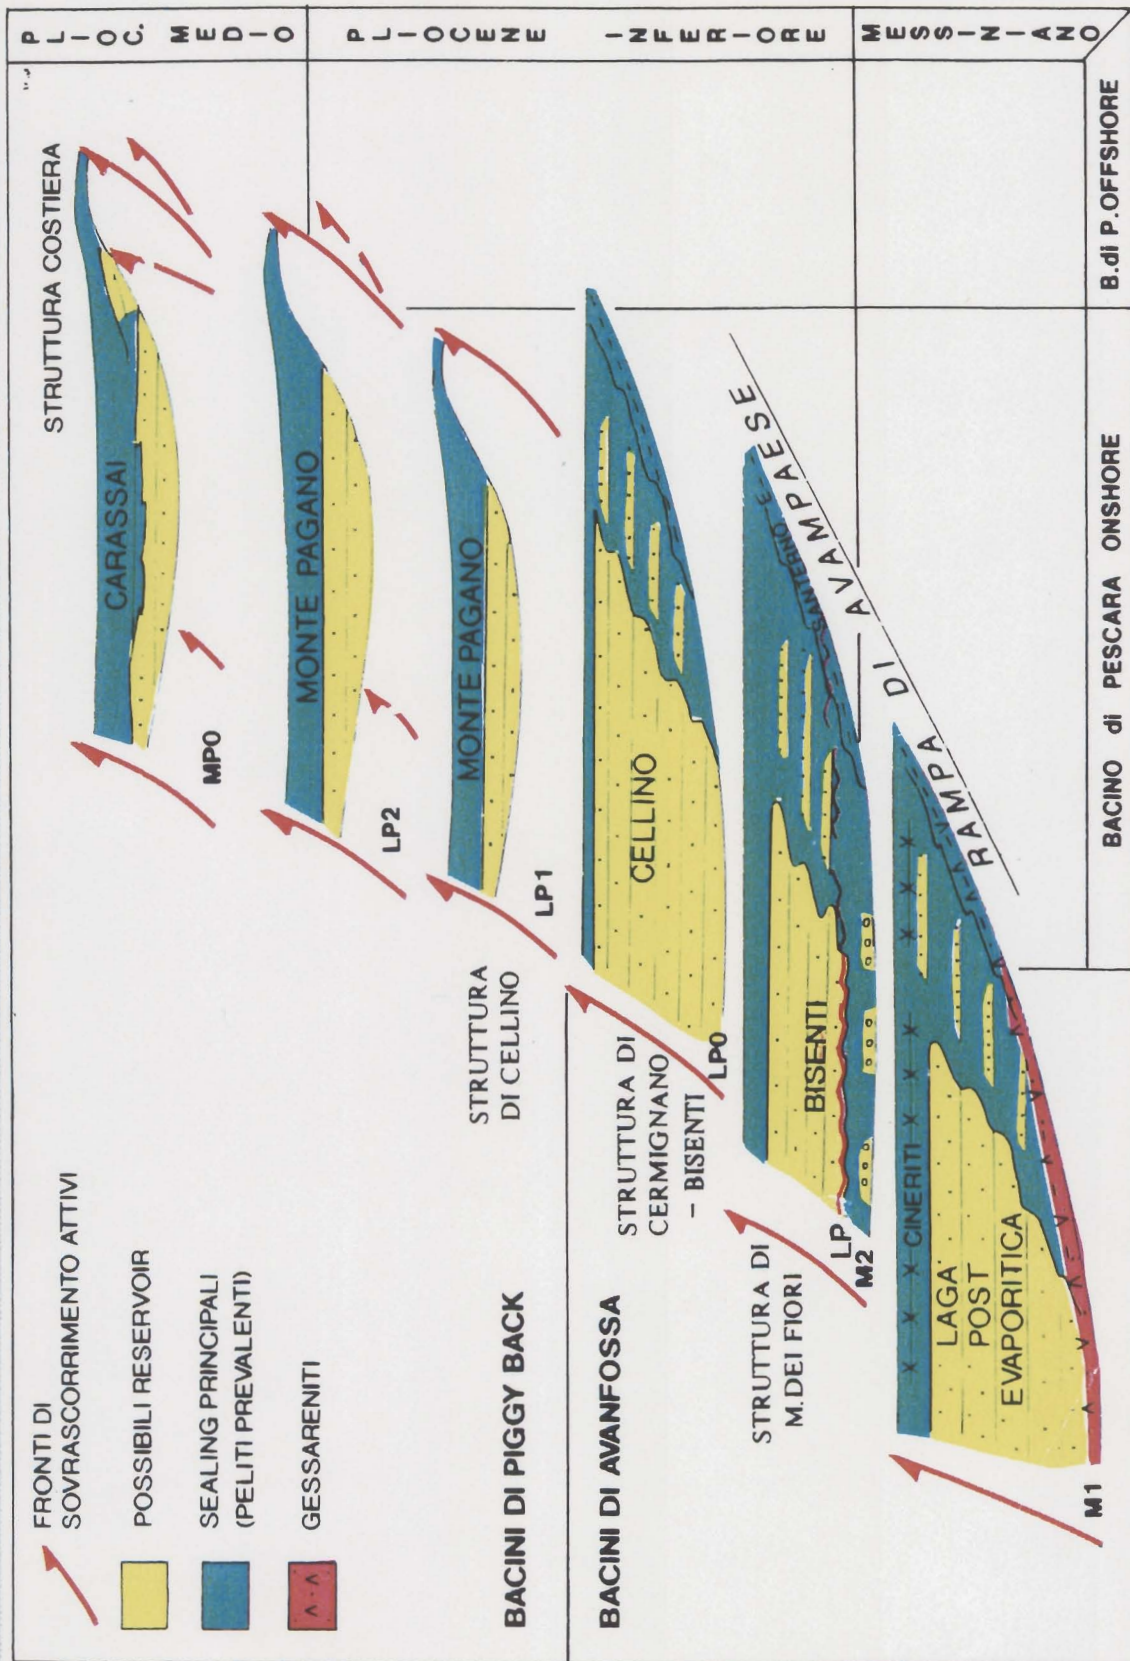 FRONTI DI
SOVRASCORRIMENTO ATTIVI
POSSIBILI RESERVOIR
SEALING PRINCIPALI
(PELITI PREVALENTI)
GESSARENITI
BACINI DI PIGGY BACK
BACINI DI AVANFOSSA
STRUTTURA COSTIERA
CARASSAI
MP0
MONTE PAGANO
LP2
MONTE PAGANO
LP1
STRUTTURA
DI CELLINO
CELLINO
LP0
STRUTTURA DI
CERMIGNANO
– BISENTI
BISENTI
SANTERNO
LP
M2
STRUTTURA DI
M.DEI FIORI
CINERITI
LAGA
POST
EVAPORITICA
M1
RAMPA DI AVAMPAESE
PLIOC. MEDIO
PLIOCENE INFERIORE
MESSINIANO
BACINO di PESCARA ONSHORE
B.di P.OFFSHORE